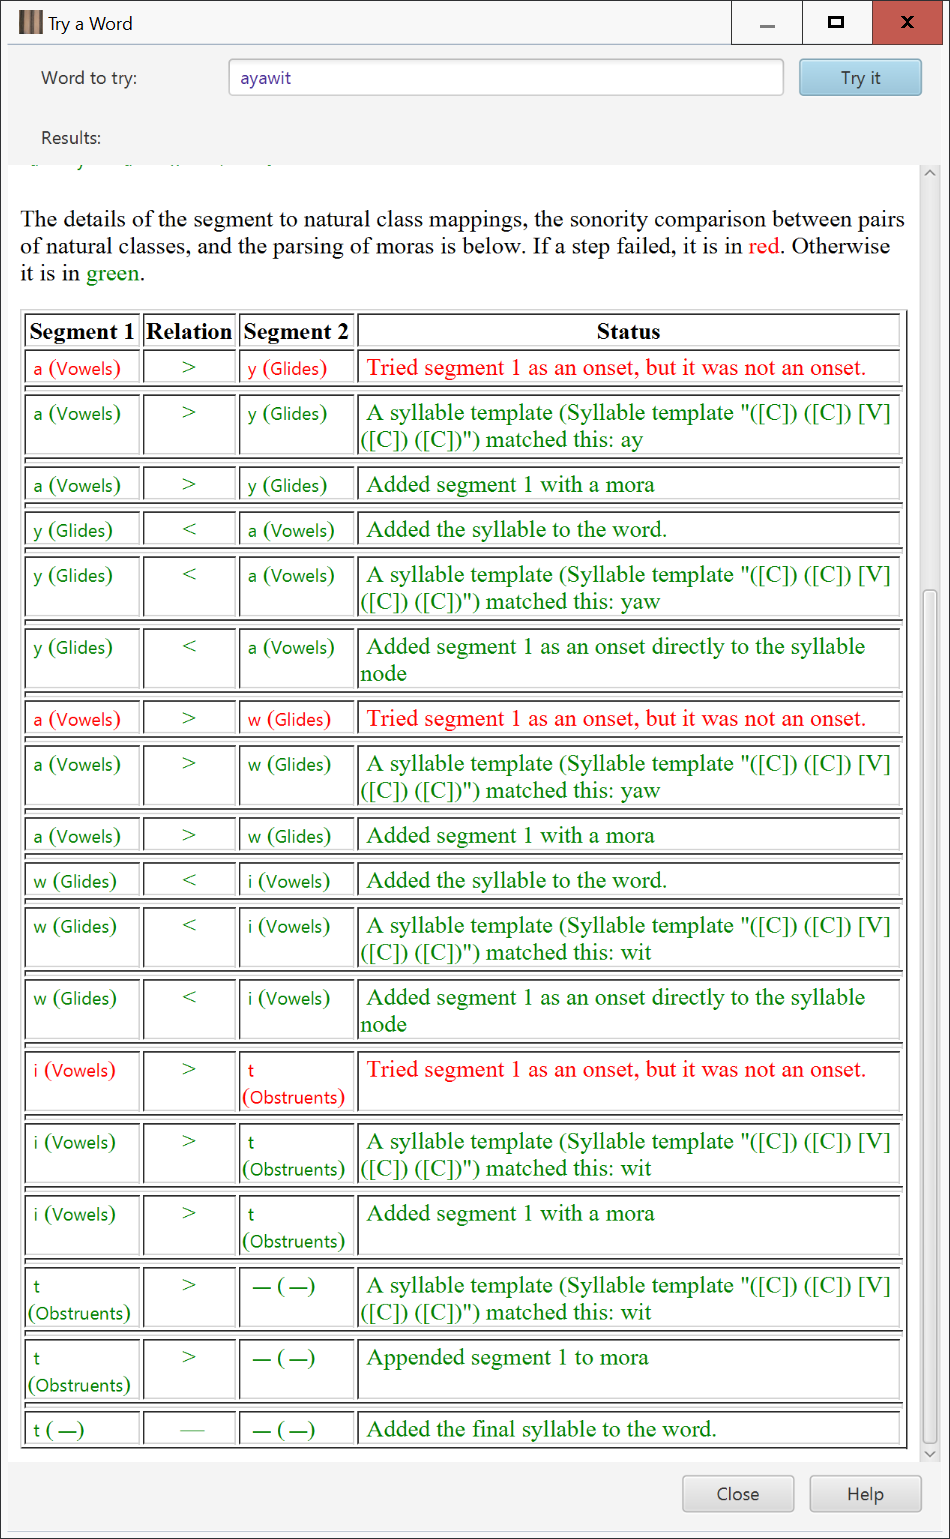 Try a Word
Word to try:
ayawit
Try it
Results:
The details of the segment to natural class mappings, the sonority comparison between pairs
of natural classes, and the parsing of moras is below. If a step failed, it is in red. Otherwise
it is in green.
Segment 1 Relation Segment 2 Status
a (Vowels) > y (Glides) Tried segment 1 as an onset, but it was not an onset.
a (Vowels) > y (Glides) A syllable template (Syllable template "([C]) ([C]) [V]
([C]) ([C])") matched this: ay
a (Vowels) > y (Glides) Added segment 1 with a mora
y (Glides) < a (Vowels) Added the syllable to the word.
y (Glides) < a (Vowels) A syllable template (Syllable template "([C]) ([C]) [V]
([C]) ([C])") matched this: yaw
y (Glides) < a (Vowels) Added segment 1 as an onset directly to the syllable
node
a (Vowels) > w (Glides) Tried segment 1 as an onset, but it was not an onset.
a (Vowels) > w (Glides) A syllable template (Syllable template "([C]) ([C]) [V]
([C]) ([C])") matched this: yaw
a (Vowels) > w (Glides) Added segment 1 with a mora
w (Glides) < i (Vowels) Added the syllable to the word.
w (Glides) < i (Vowels) A syllable template (Syllable template "([C]) ([C]) [V]
([C]) ([C])") matched this: wit
w (Glides) < i (Vowels) Added segment 1 as an onset directly to the syllable
node
i (Vowels) > t Tried segment 1 as an onset, but it was not an onset.
(Obstruents)
i (Vowels) > t A syllable template (Syllable template "([C]) ([C]) [V]
(Obstruents) ([C]) ([C])") matched this: wit
i (Vowels) > t Added segment 1 with a mora
(Obstruents)
t > — ( —) A syllable template (Syllable template "([C]) ([C]) [V]
(Obstruents) ([C]) ([C])") matched this: wit
t > — ( —) Appended segment 1 to mora
(Obstruents)
t ( —) — — ( —) Added the final syllable to the word.
Close
Help